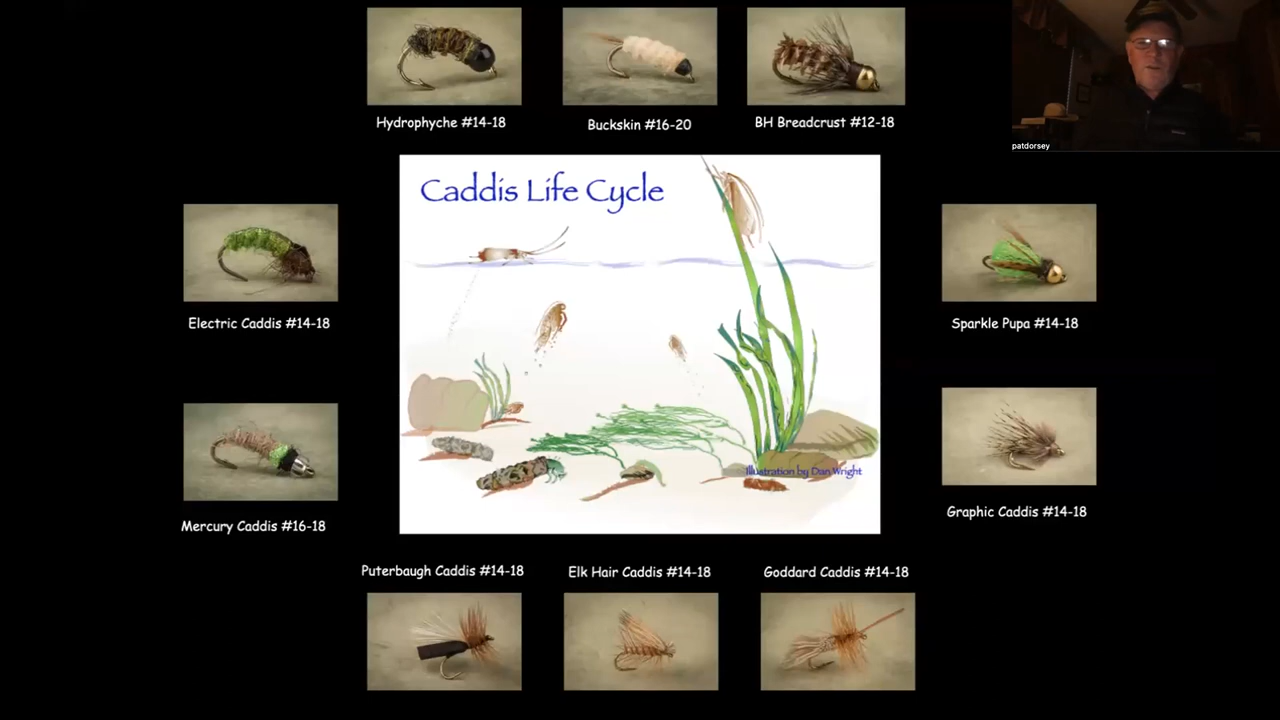 Hydrophyche #14-18
Buckskin #16-20
BH Breadcrust #12-18
patdorsey
Caddis Life Cycle
Electric Caddis #14-18
Sparkle Pupa #14-18
Illustration by Dan Wright
Mercury Caddis #16-18
Graphic Caddis #14-18
Puterbaugh Caddis #14-18
Elk Hair Caddis #14-18
Goddard Caddis #14-18